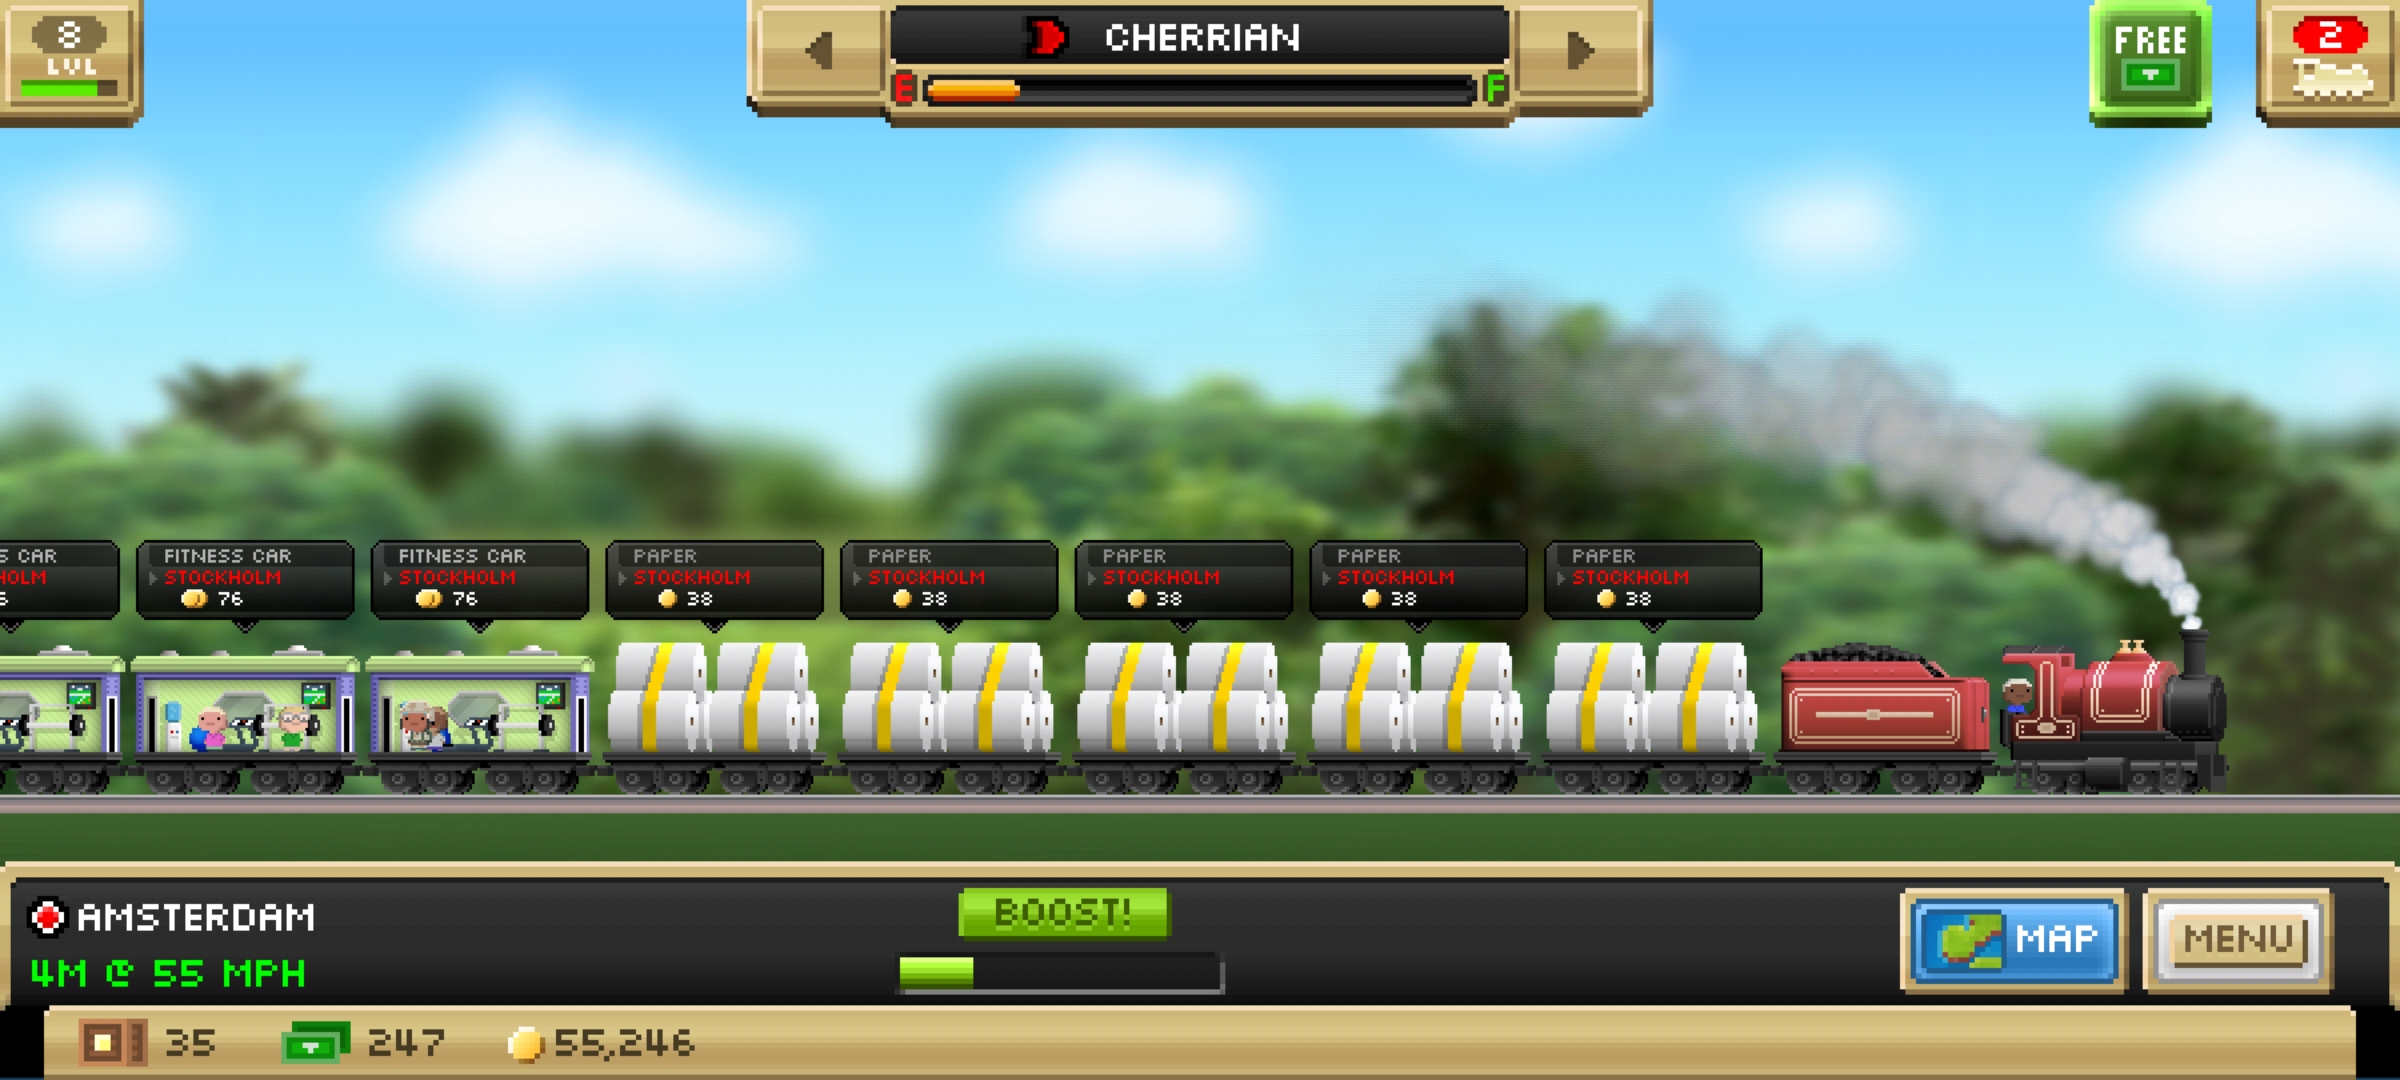 8
LVL
CHERRIAN
E F
FREE
2
S CAR
HOLM
FITNESS CAR
STOCKHOLM
76
FITNESS CAR
STOCKHOLM
76
PAPER
STOCKHOLM
38
PAPER
STOCKHOLM
38
PAPER
STOCKHOLM
38
PAPER
STOCKHOLM
38
PAPER
STOCKHOLM
38
AMSTERDAM
4M @ 55 MPH
BOOST!
MAP
MENU
35
247
55,246